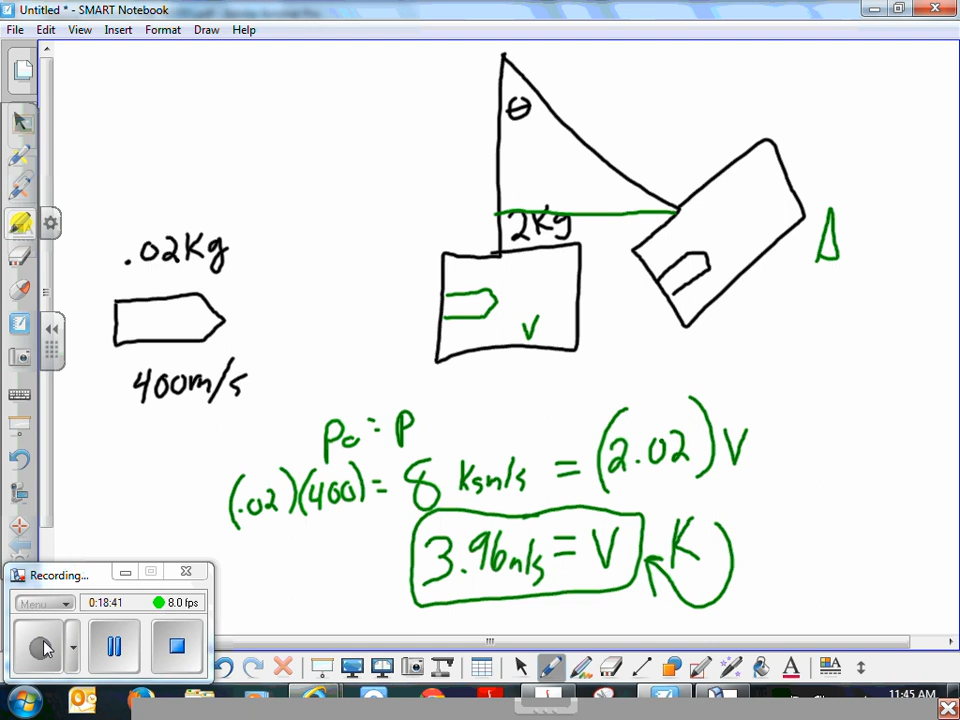 Untitled * - SMART Notebook
File Edit View Insert Format Draw Help
θ
2Kg
.02Kg
V
400m/s
Po = P
(.02)(400) = 8 kgm/s = (2.02) V
3.96m/s = V
K
Recording...
Menu
0:18:41
8.0 fps
A
11:45 AM